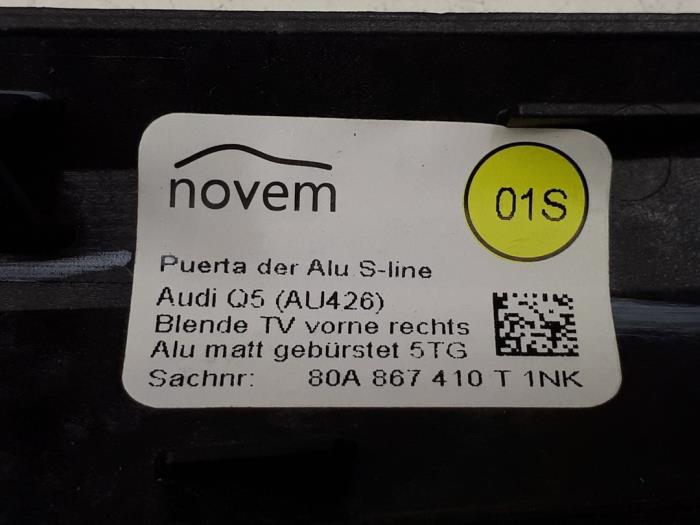 novem
01S
Puerta der Alu S-line
Audi Q5 (AU426)
Blende TV vorne rechts
Alu matt gebürstet 5TG
Sachnr: 80A 867 410 T 1NK